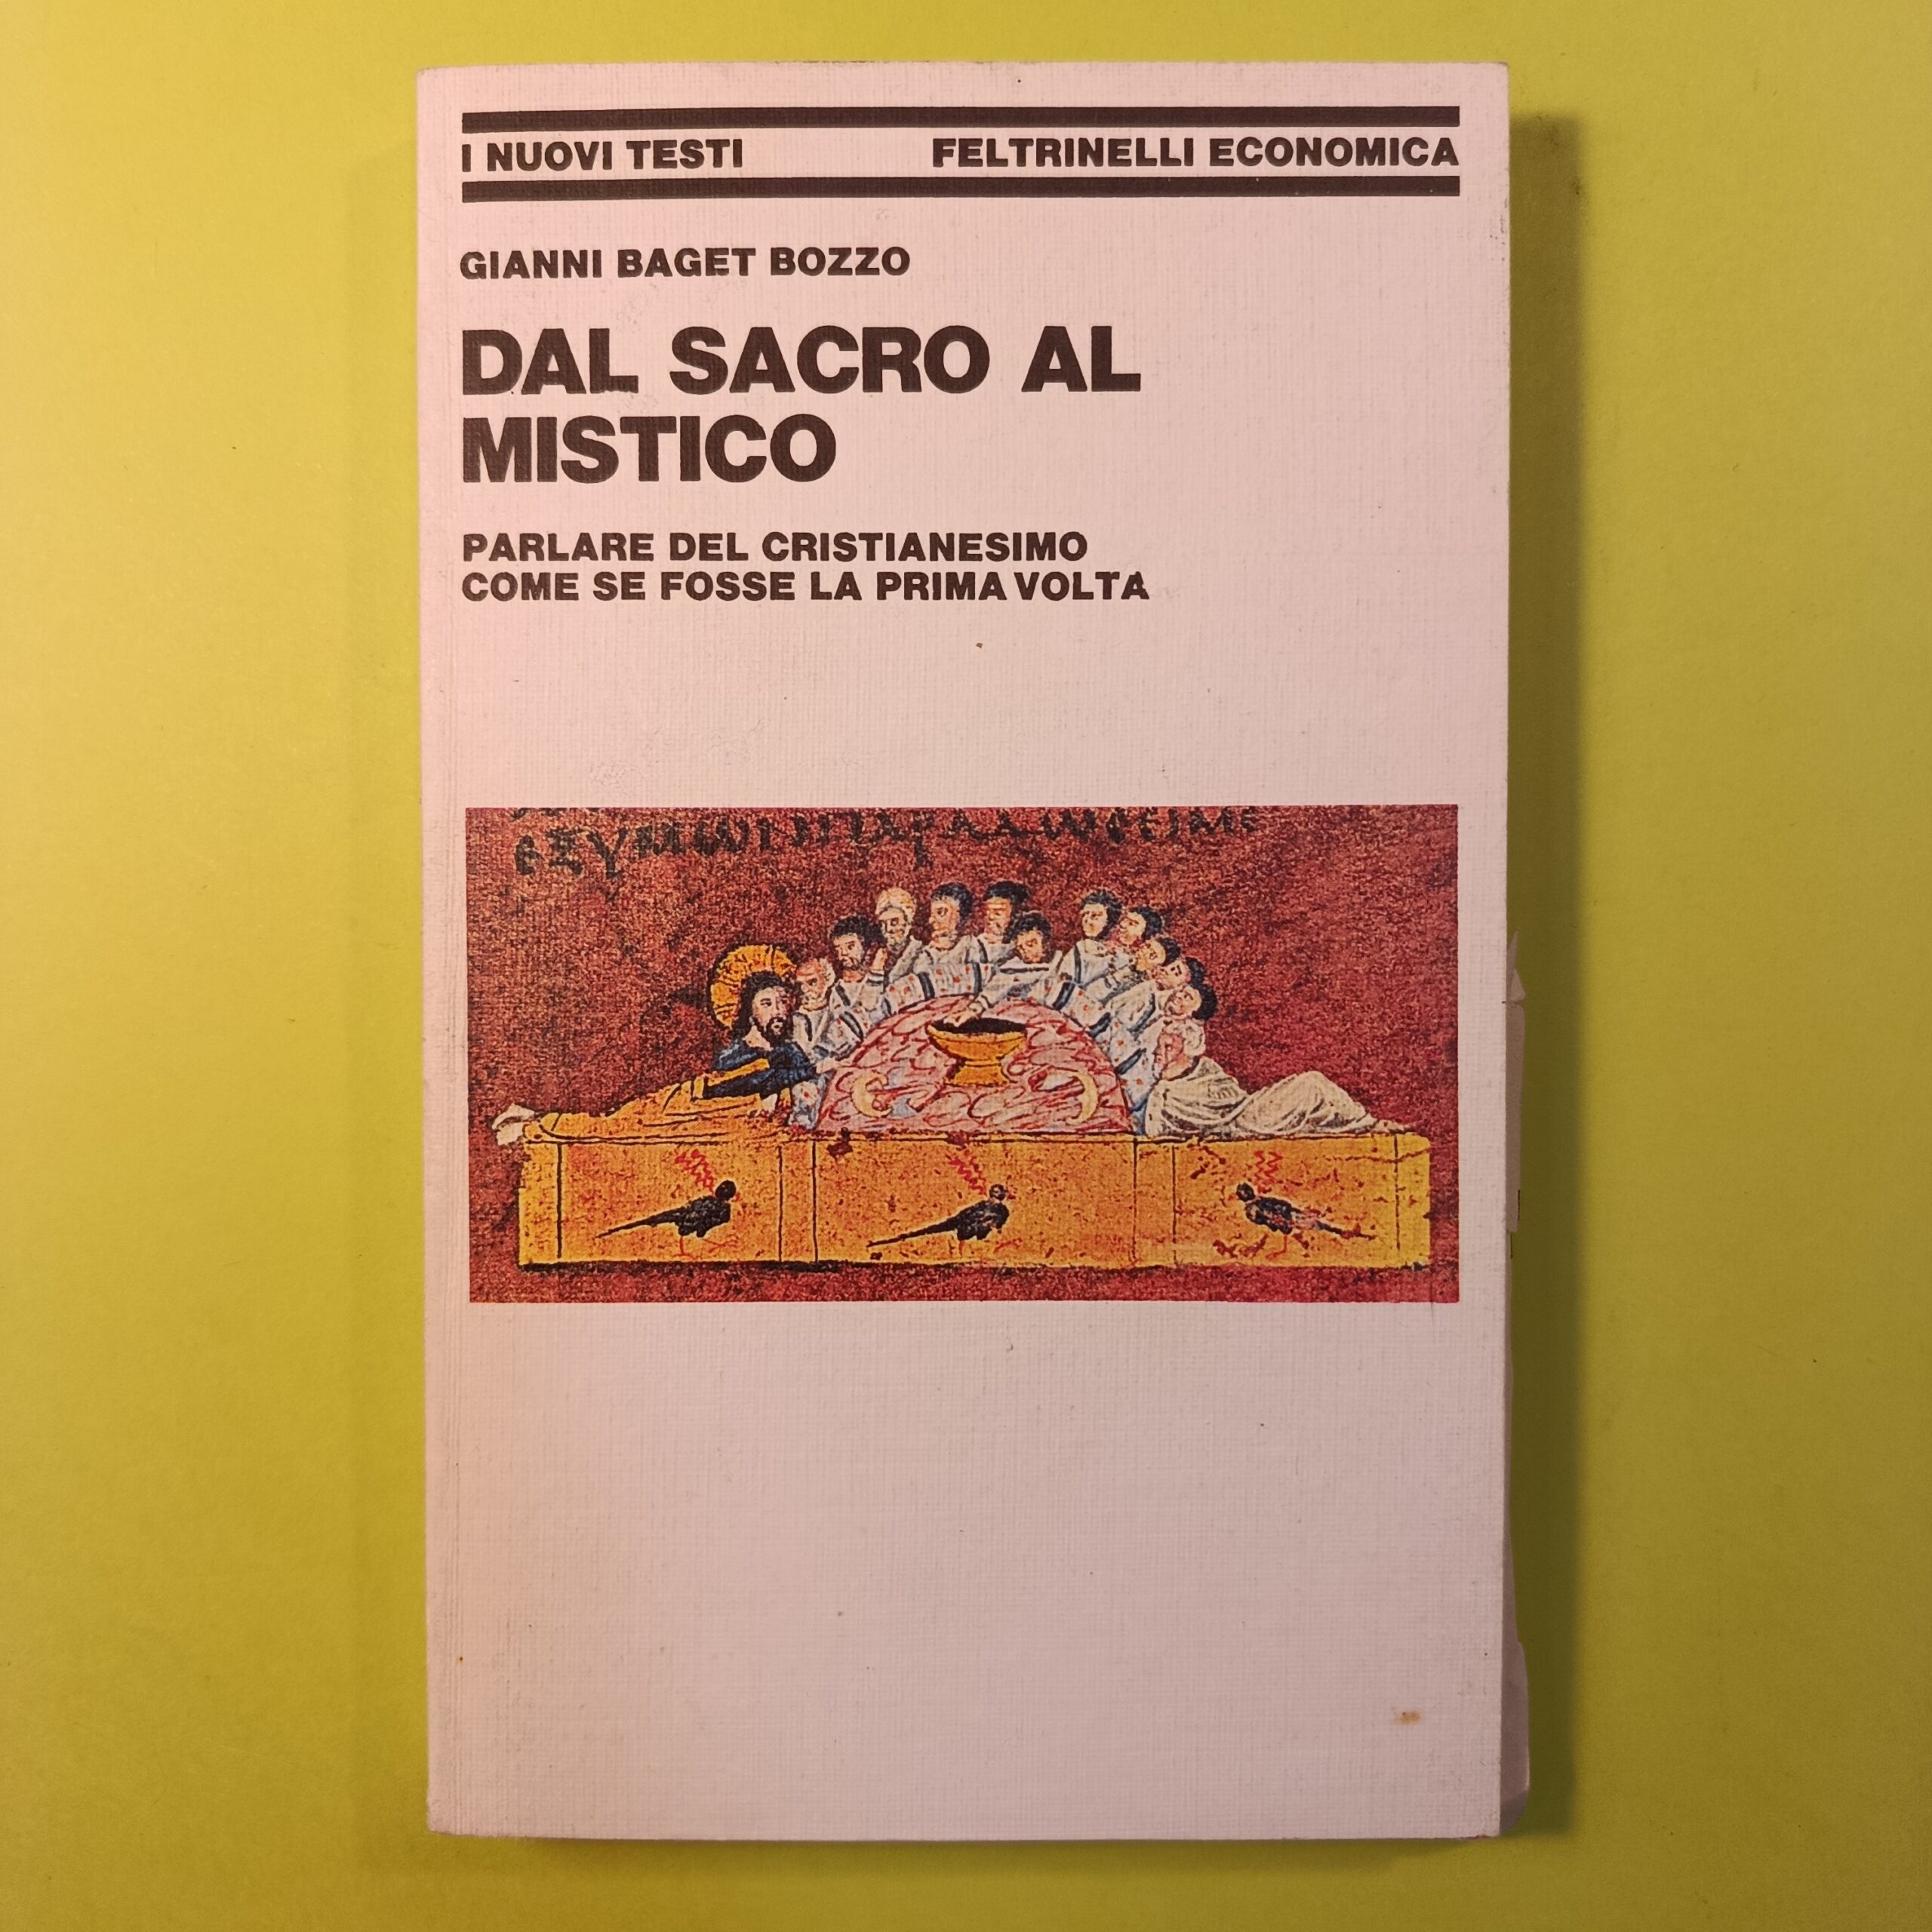 I NUOVI TESTI FELTRINELLI ECONOMICA
GIANNI BAGET BOZZO
DAL SACRO AL
MISTICO
PARLARE DEL CRISTIANESIMO
COME SE FOSSE LA PRIMA VOLTA